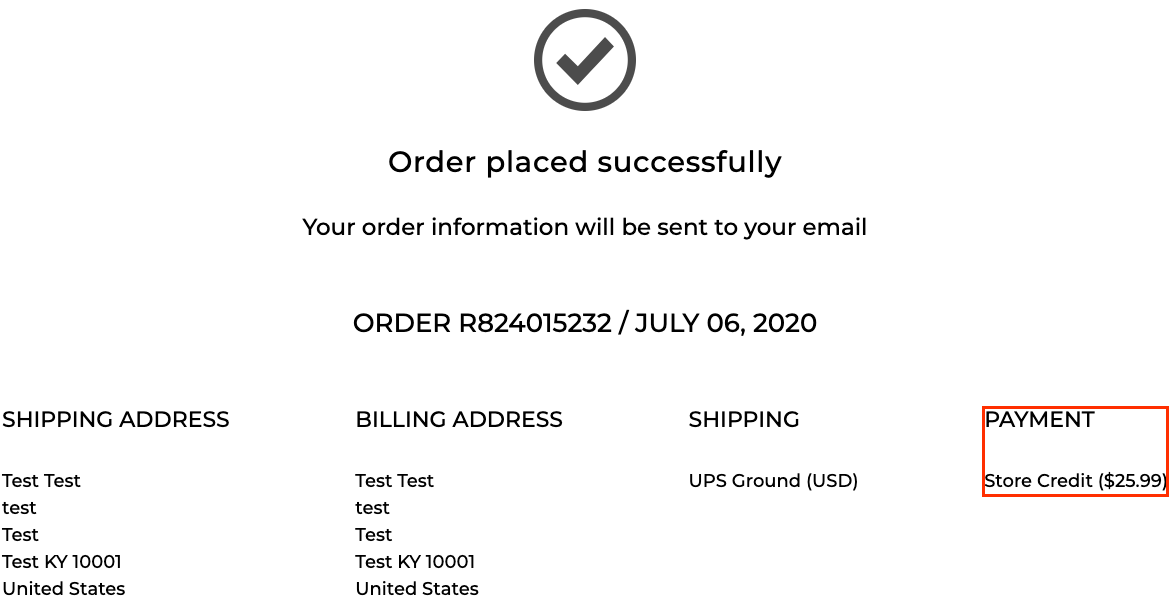 Order placed successfully
Your order information will be sent to your email
ORDER R824015232 / JULY 06, 2020
SHIPPING ADDRESS
Test Test
test
Test
Test KY 10001
United States
BILLING ADDRESS
Test Test
test
Test
Test KY 10001
United States
SHIPPING
UPS Ground (USD)
PAYMENT
Store Credit ($25.99)